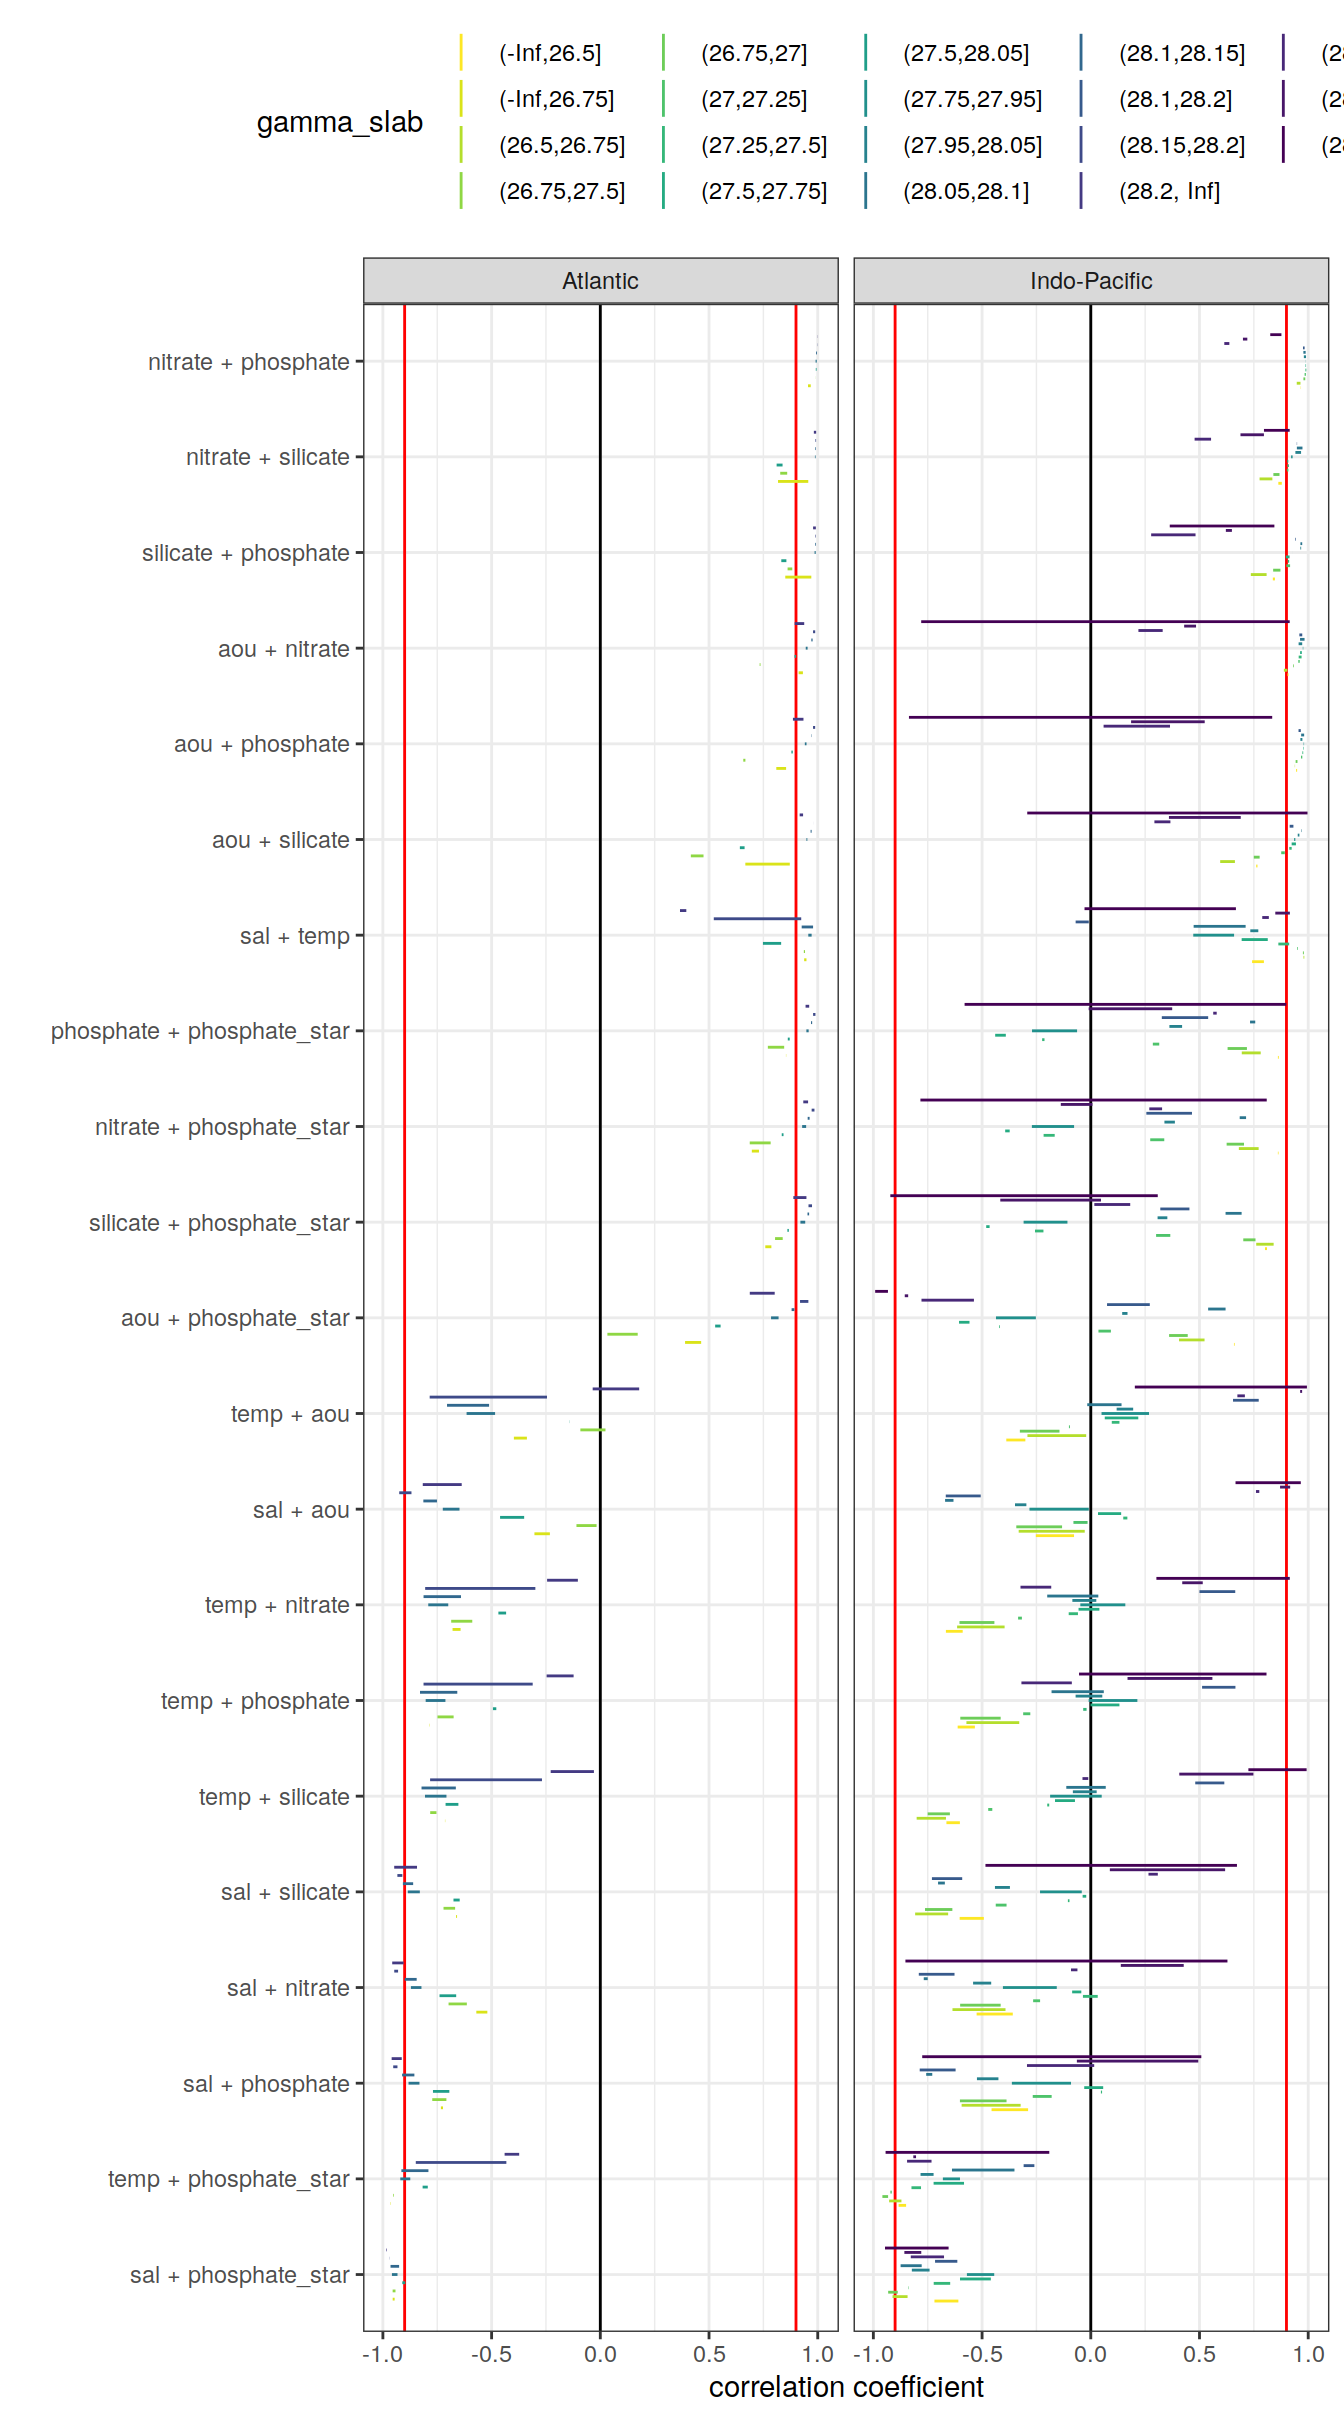 gamma_slab
(-Inf,26.5] (26.75,27] (27.5,28.05] (28.1,28.15]
(-Inf,26.75] (27,27.25] (27.75,27.95] (28.1,28.2]
(26.5,26.75] (27.25,27.5] (27.95,28.05] (28.15,28.2]
(26.75,27.5] (27.5,27.75] (28.05,28.1] (28.2, Inf]
Atlantic Indo-Pacific
nitrate + phosphate
nitrate + silicate
silicate + phosphate
aou + nitrate
aou + phosphate
aou + silicate
sal + temp
phosphate + phosphate_star
nitrate + phosphate_star
silicate + phosphate_star
aou + phosphate_star
temp + aou
sal + aou
temp + nitrate
temp + phosphate
temp + silicate
sal + silicate
sal + nitrate
sal + phosphate
temp + phosphate_star
sal + phosphate_star
-1.0 -0.5 0.0 0.5 1.0 -1.0 -0.5 0.0 0.5 1.0
correlation coefficient